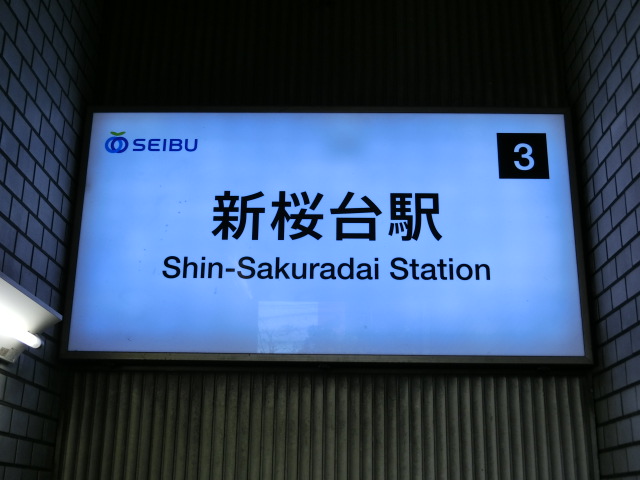 SEIBU
3
新桜台駅
Shin-Sakuradai Station